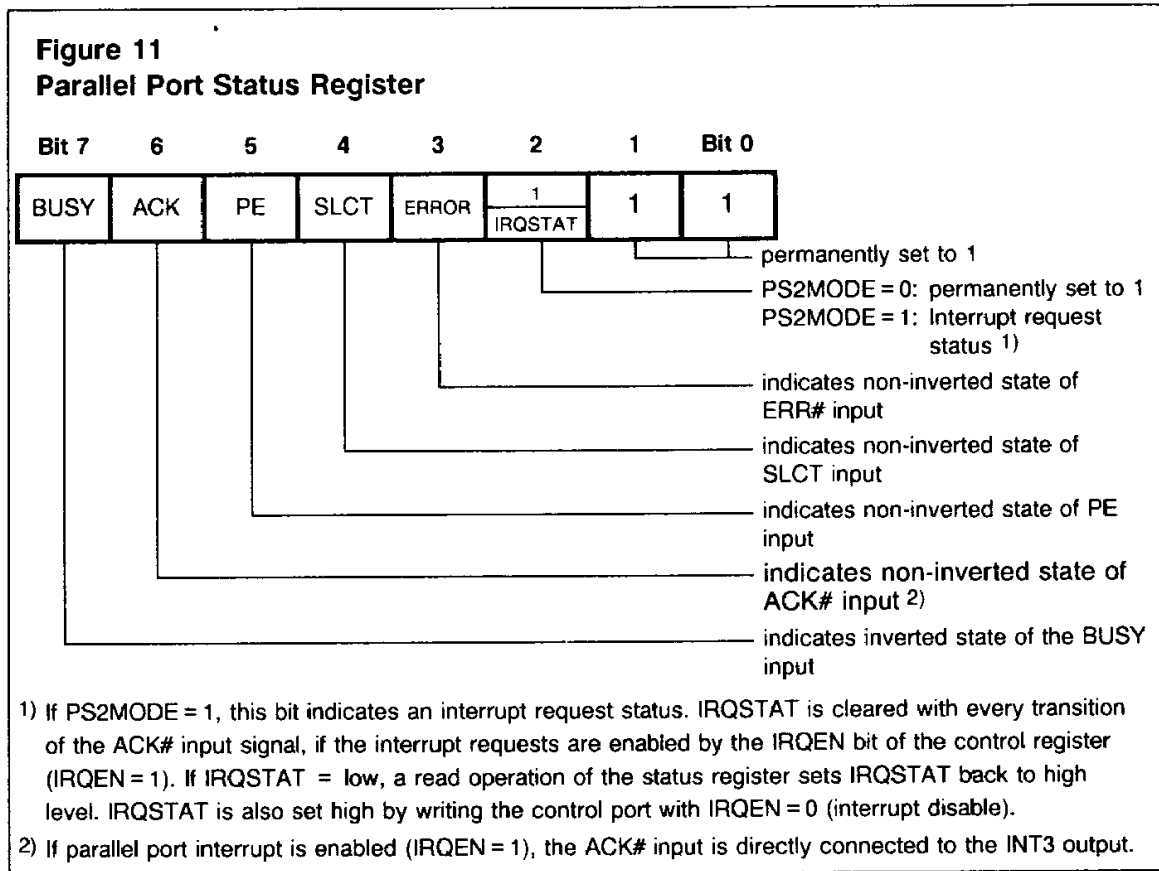 Figure 11
Parallel Port Status Register
Bit 7 6 5 4 3 2 1 Bit 0
BUSY ACK PE SLCT ERROR 1 IRQSTAT 1 1
permanently set to 1
PS2MODE = 0: permanently set to 1
PS2MODE = 1: Interrupt request
status 1)
indicates non-inverted state of
ERR# input
indicates non-inverted state of
SLCT input
indicates non-inverted state of PE
input
indicates non-inverted state of
ACK# input 2)
indicates inverted state of the BUSY
input
1) If PS2MODE = 1, this bit indicates an interrupt request status. IRQSTAT is cleared with every transition
of the ACK# input signal, if the interrupt requests are enabled by the IRQEN bit of the control register
(IRQEN = 1). If IRQSTAT = low, a read operation of the status register sets IRQSTAT back to high
level. IRQSTAT is also set high by writing the control port with IRQEN = 0 (interrupt disable).
2) If parallel port interrupt is enabled (IRQEN = 1), the ACK# input is directly connected to the INT3 output.